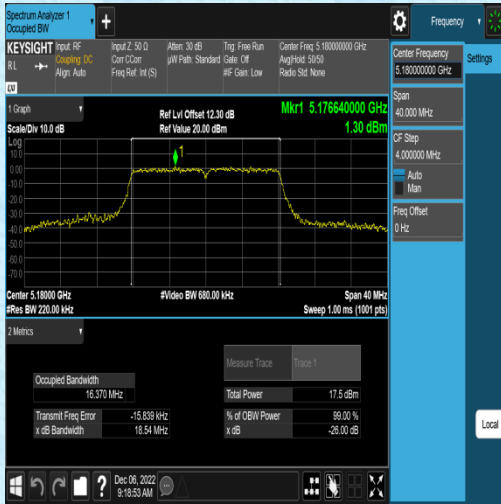 Spectrum Analyzer 1
Occupied BW
Frequency
KEYSIGHT
RL
Input: RF
Coupling: DC
Align: Auto
Input Z: 50 Ω
Corr CCorr
Freq Ref: Int (S)
Atten: 30 dB
µW Path: Standard
Trig: Free Run
Gate: Off
#IF Gain: Low
Center Freq: 5.180000000 GHz
Avg|Hold: 50/50
Radio Std: None
LXI
Center Frequency
5.180000000 GHz
Settings
Span
40.000 MHz
CF Step
4.000000 MHz
Auto
Man
Freq Offset
0 Hz
Local
1 Graph
Scale/Div 10.0 dB
Ref Lvl Offset 12.30 dB
Ref Value 20.00 dBm
Mkr1 5.176640000 GHz
1.30 dBm
Log
10.0
0.00
-10.0
-20.0
-30.0
-40.0
-50.0
-60.0
-70.0
1
Center 5.18000 GHz
#Res BW 220.00 kHz
#Video BW 680.00 kHz
Span 40 MHz
Sweep 1.00 ms (1001 pts)
2 Metrics
Measure Trace
Trace 1
Occupied Bandwidth
16.370 MHz
Total Power
17.5 dBm
Transmit Freq Error
-15.839 kHz
% of OBW Power
99.00 %
x dB Bandwidth
18.54 MHz
x dB
-26.00 dB
?
Dec 06, 2022
9:18:53 AM